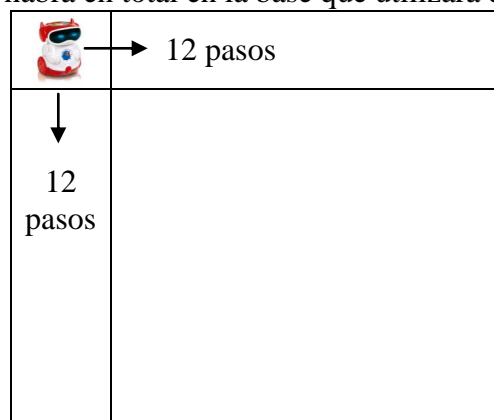 habrá en total en la base que utilizará
12 pasos
12
pasos